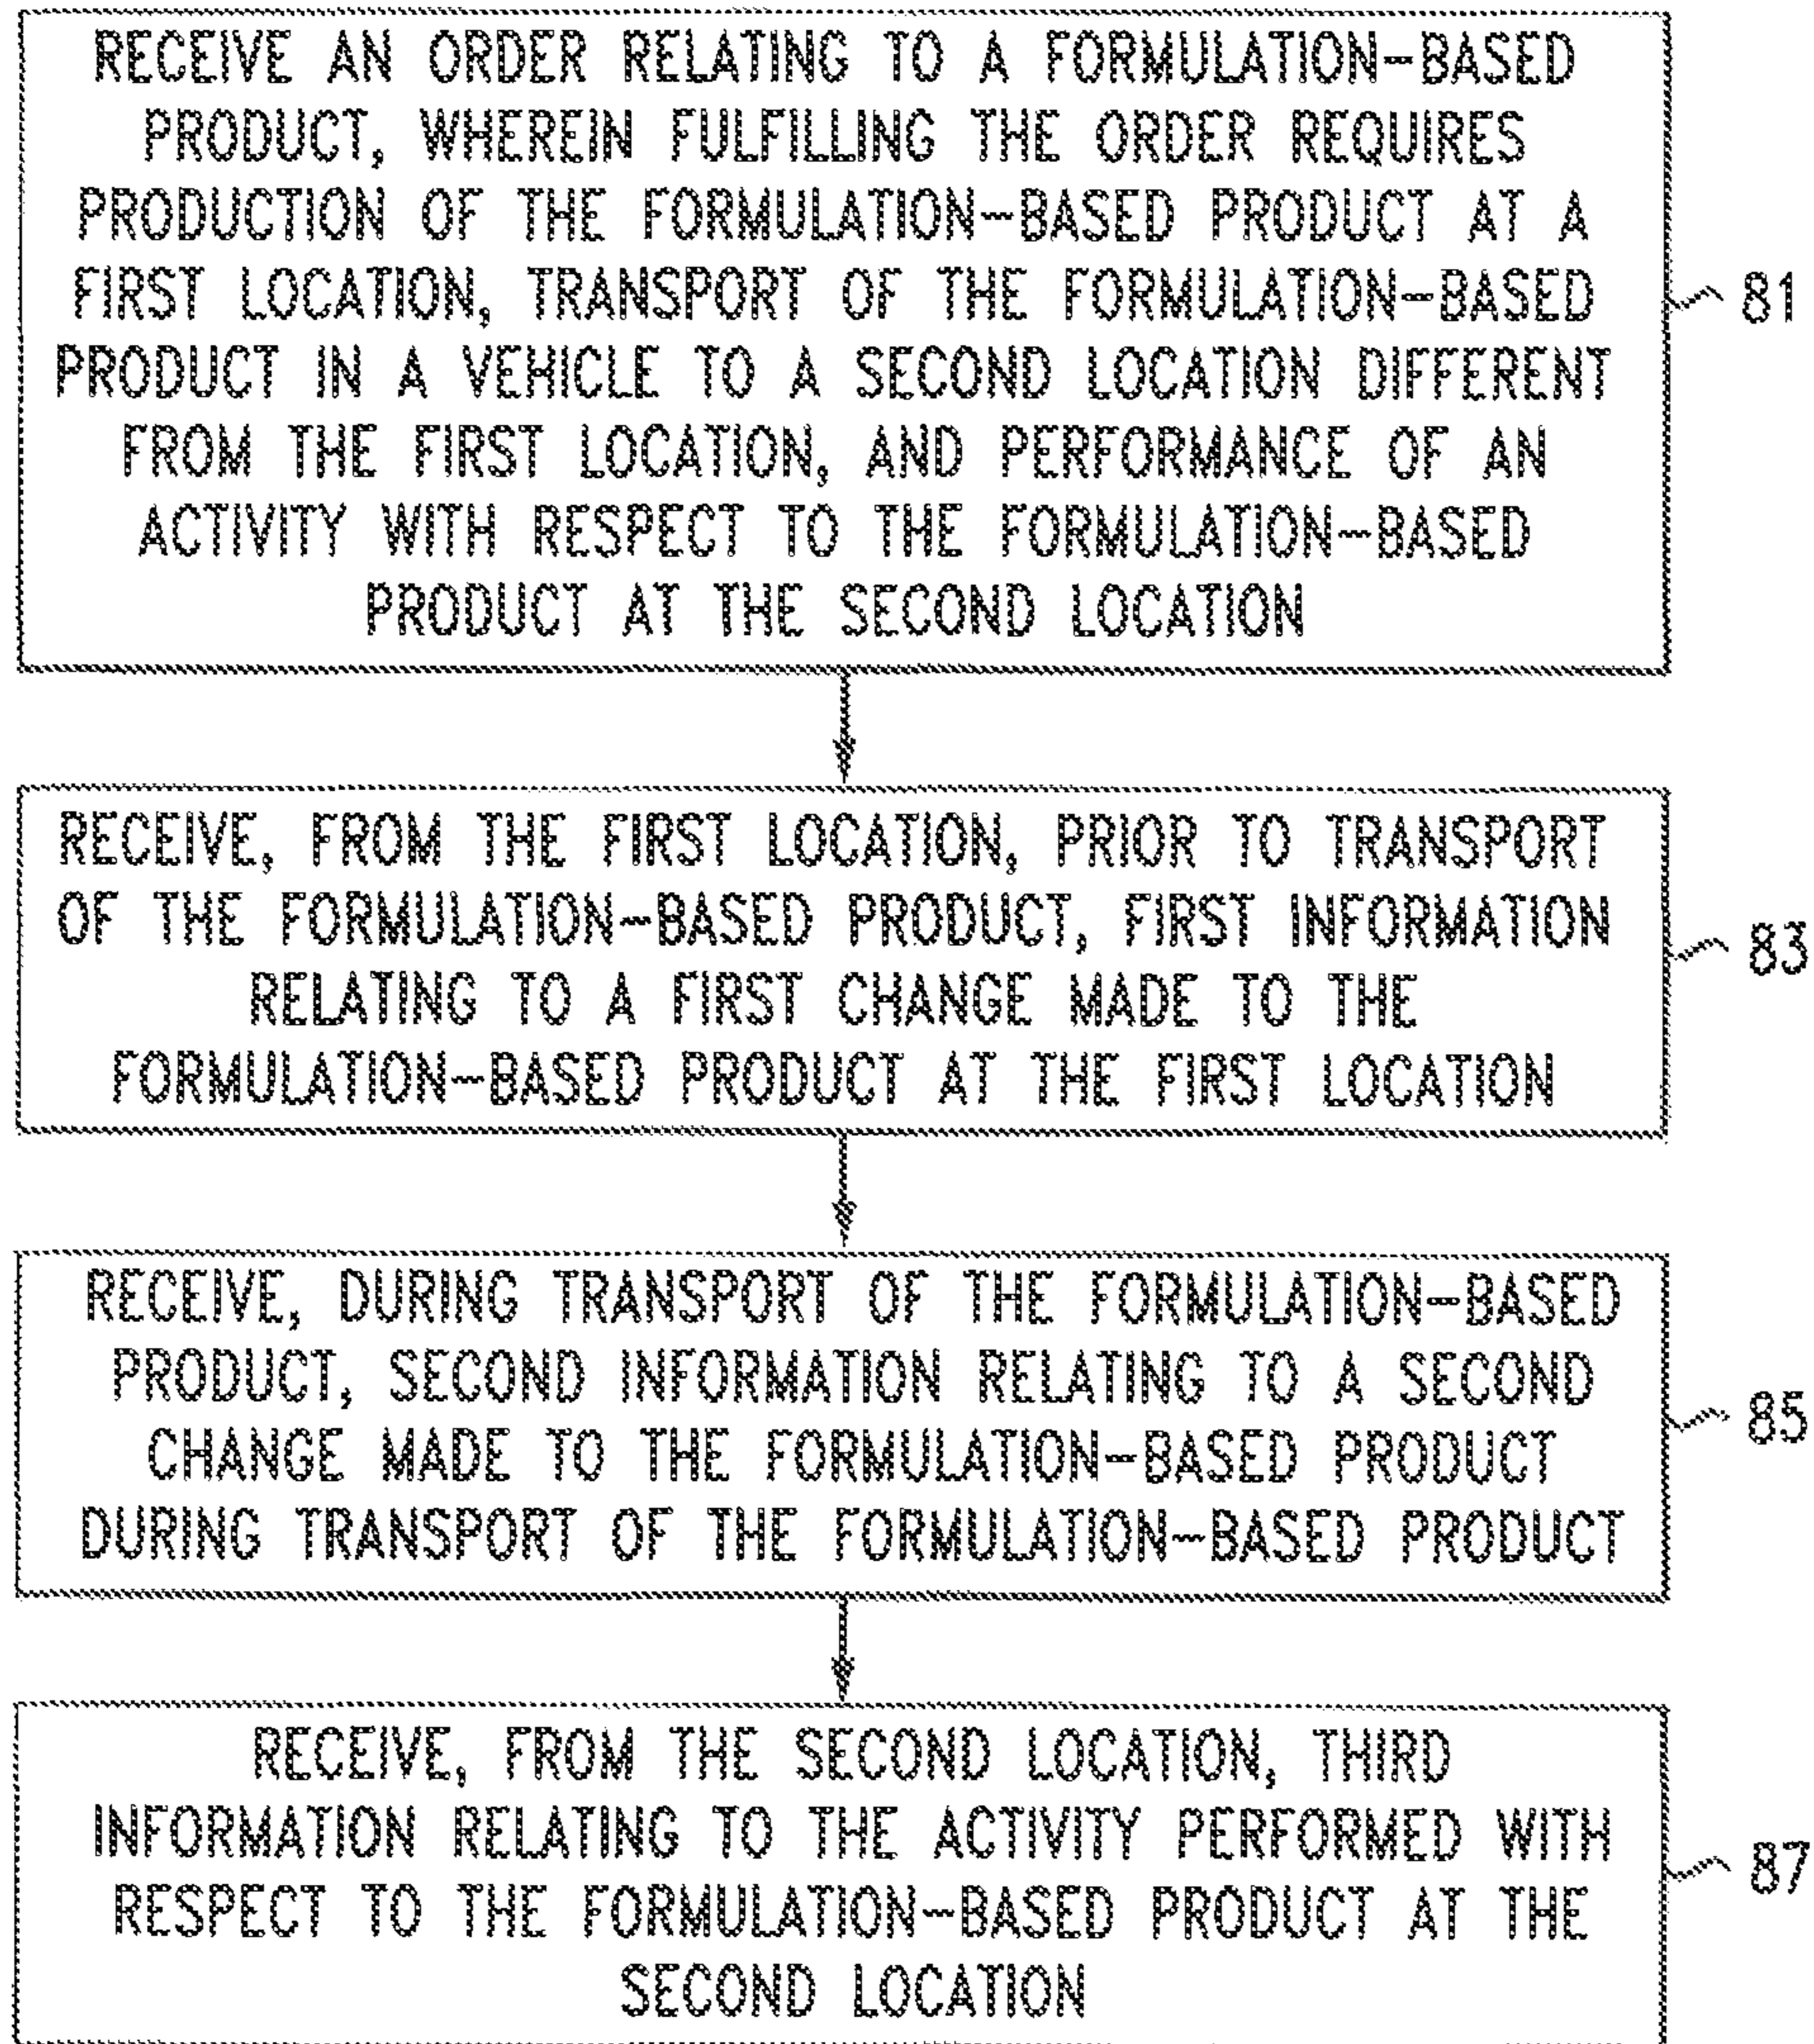 RECEIVE AN ORDER RELATING TO A FORMULATION-BASED
PRODUCT, WHEREIN FULFILLING THE ORDER REQUIRES
PRODUCTION OF THE FORMULATION-BASED PRODUCT AT A
FIRST LOCATION, TRANSPORT OF THE FORMULATION-BASED
PRODUCT IN A VEHICLE TO A SECOND LOCATION DIFFERENT
FROM THE FIRST LOCATION, AND PERFORMANCE OF AN
ACTIVITY WITH RESPECT TO THE FORMULATION-BASED
PRODUCT AT THE SECOND LOCATION
81
RECEIVE, FROM THE FIRST LOCATION, PRIOR TO TRANSPORT
OF THE FORMULATION-BASED PRODUCT, FIRST INFORMATION
RELATING TO A FIRST CHANGE MADE TO THE
FORMULATION-BASED PRODUCT AT THE FIRST LOCATION
83
RECEIVE, DURING TRANSPORT OF THE FORMULATION-BASED
PRODUCT, SECOND INFORMATION RELATING TO A SECOND
CHANGE MADE TO THE FORMULATION-BASED PRODUCT
DURING TRANSPORT OF THE FORMULATION-BASED PRODUCT
85
RECEIVE, FROM THE SECOND LOCATION, THIRD
INFORMATION RELATING TO THE ACTIVITY PERFORMED WITH
RESPECT TO THE FORMULATION-BASED PRODUCT AT THE
SECOND LOCATION
87